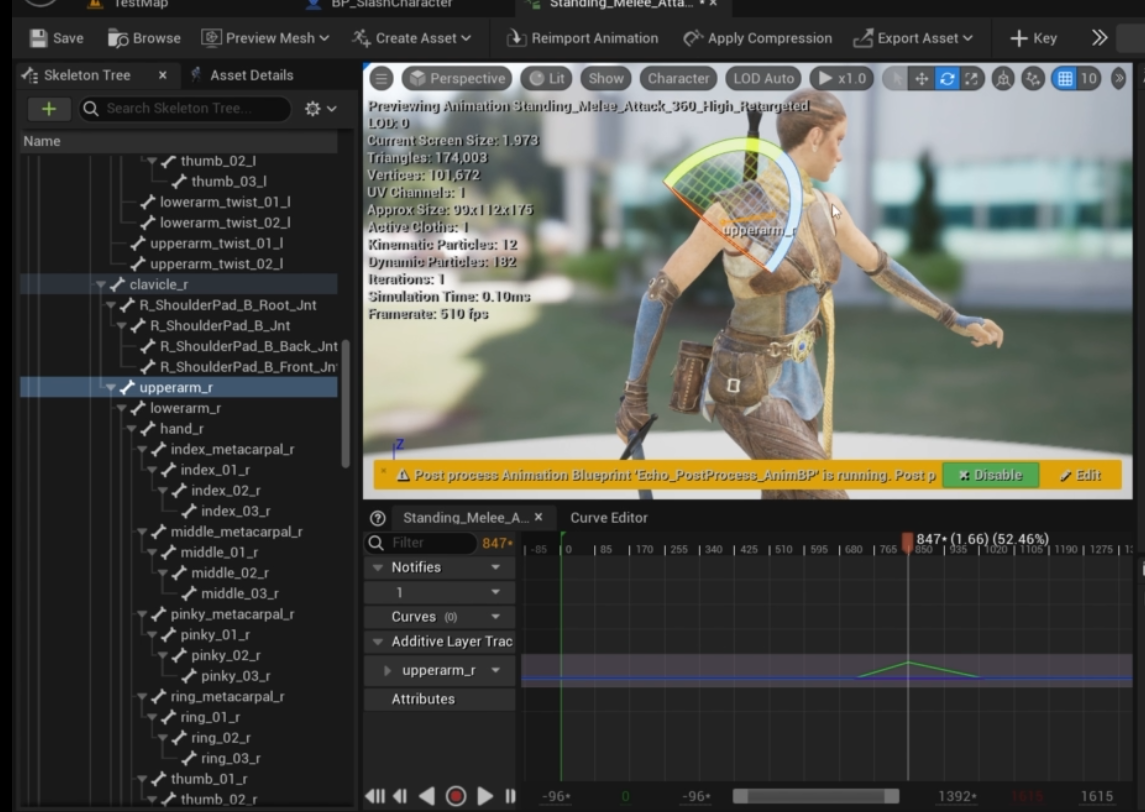 TestMap
BP_SlashCharacter
Standing_Melee_Atta... •
Save
Browse
Preview Mesh
Create Asset
Reimport Animation
Apply Compression
Export Asset
Key
Skeleton Tree
Asset Details
Search Skeleton Tree...
Name
thumb_02_l
thumb_03_l
lowerarm_twist_01_l
lowerarm_twist_02_l
upperarm_twist_01_l
upperarm_twist_02_l
clavicle_r
R_ShoulderPad_B_Root_Jnt
R_ShoulderPad_B_Jnt
R_ShoulderPad_B_Back_Jnt
R_ShoulderPad_B_Front_Jn
upperarm_r
lowerarm_r
hand_r
index_metacarpal_r
index_01_r
index_02_r
index_03_r
middle_metacarpal_r
middle_01_r
middle_02_r
middle_03_r
pinky_metacarpal_r
pinky_01_r
pinky_02_r
pinky_03_r
ring_metacarpal_r
ring_01_r
ring_02_r
ring_03_r
thumb_01_r
thumb_02_r
Perspective
Lit
Show
Character
LOD Auto
x1.0
10
Previewing Animation Standing_Melee_Attack_360_High_Retargeted
LOD: 0
Current Screen Size: 1.973
Triangles: 174,003
Vertices: 101,672
UV Channels: 1
Approx Size: 99x112x175
Active Cloths: 1
Kinematic Particles: 12
Dynamic Particles: 182
Iterations: 1
Simulation Time: 0.10ms
Framerate: 510 fps
upperarm_r
Z
Post process Animation Blueprint 'Echo_PostProcess_AnimBP' is running. Post p
Disable
Edit
Standing_Melee_A...
Curve Editor
Filter
847*
847* (1.66) (52.46%)
-85 0 85 170 255 340 425 510 595 680 765 850 935 1020 1105 1190 1275
Notifies
1
Curves (0)
Additive Layer Trac
upperarm_r
Attributes
-96*
0
-96*
1392*
1615
1615